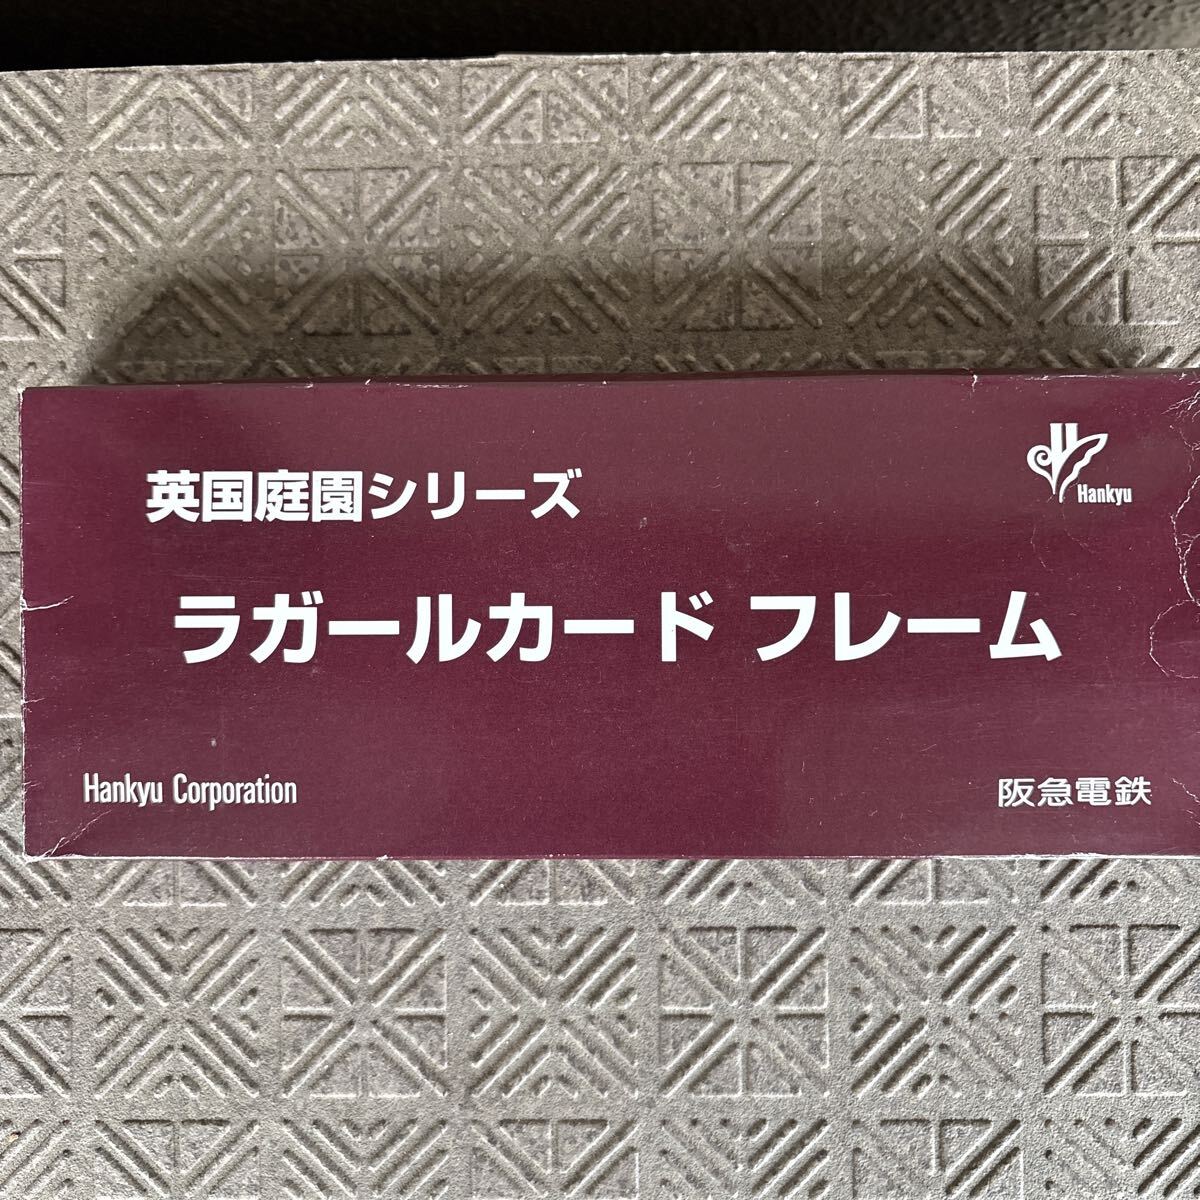 英国庭園シリーズ
Hankyu
ラガールカード フレーム
Hankyu Corporation
阪急電鉄